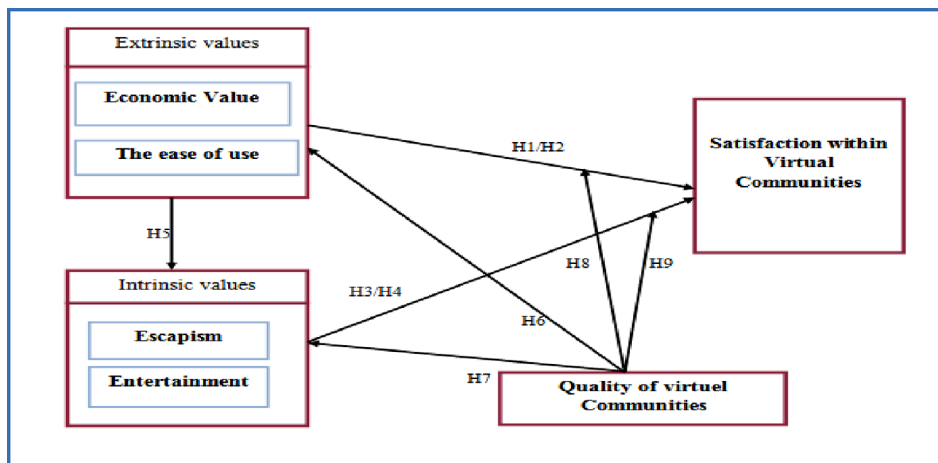 Extrinsic values
Economic Value
The ease of use
H1/H2
Satisfaction within
Virtual
Communities
H5
Intrinsic values
Escapism
Entertainment
H3/H4
H8
H9
H6
H7
Quality of virtuel
Communities